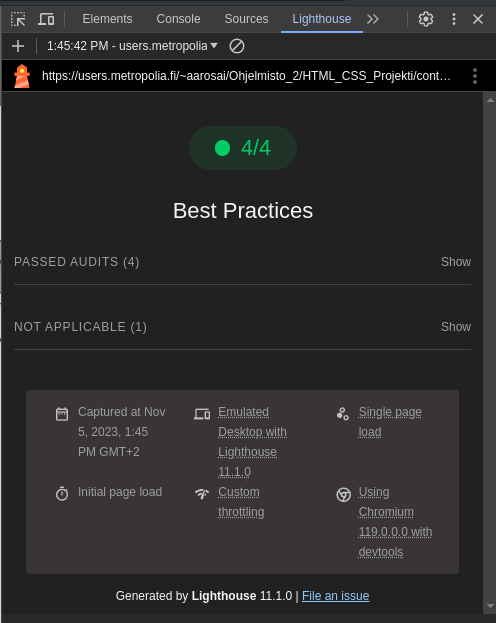 Elements Console Sources Lighthouse
1:45:42 PM - users.metropolia
https://users.metropolia.fi/~aarosai/Ohjelmisto_2/HTML_CSS_Projekti/cont…
4/4
Best Practices
PASSED AUDITS (4) Show
NOT APPLICABLE (1) Show
Captured at Nov
5, 2023, 1:45
PM GMT+2
Emulated
Desktop with
Lighthouse
11.1.0
Single page
load
Initial page load
Custom
throttling
Using
Chromium
119.0.0.0 with
devtools
Generated by Lighthouse 11.1.0 | File an issue